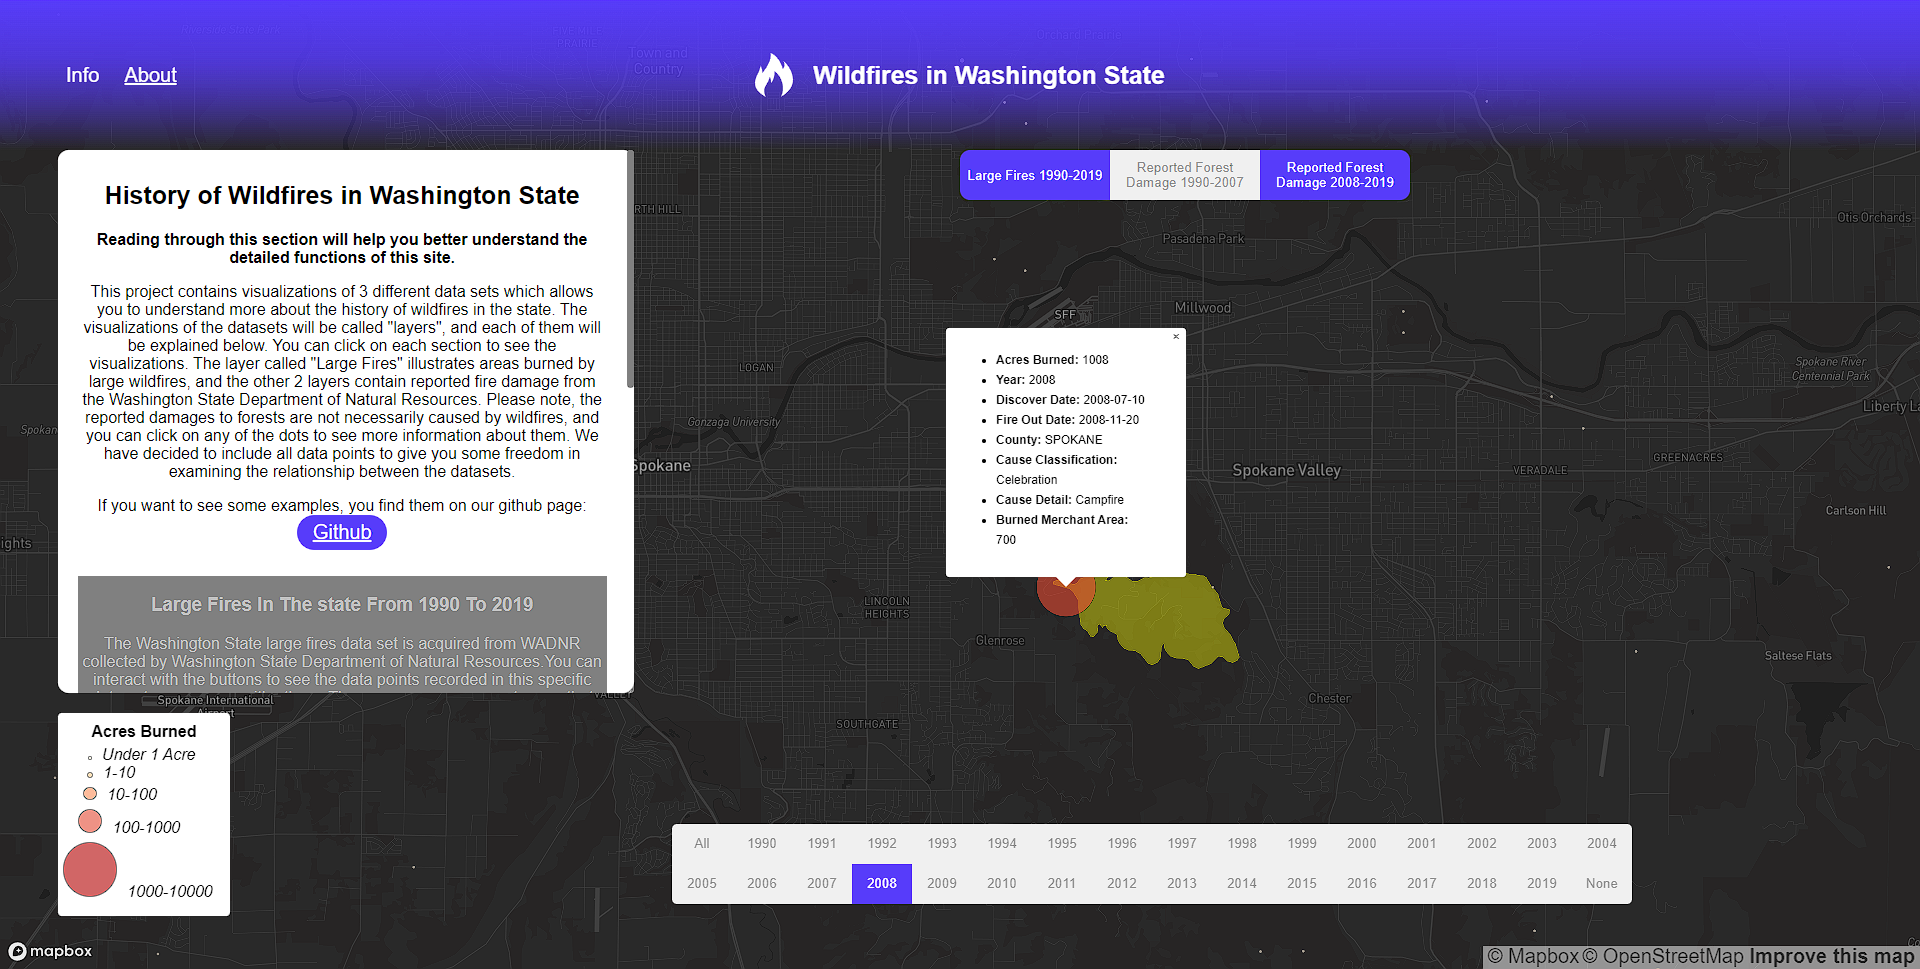 Info
About
Wildfires in Washington State
Town and
Country
Orchard Prairie
Large Fires 1990-2019
Reported Forest
Damage 1990-2007
Reported Forest
Damage 2008-2019
History of Wildfires in Washington State
Reading through this section will help you better understand the
detailed functions of this site.
This project contains visualizations of 3 different data sets which allows
you to understand more about the history of wildfires in the state. The
visualizations of the datasets will be called "layers", and each of them will
be explained below. You can click on each section to see the
visualizations. The layer called "Large Fires" illustrates areas burned by
large wildfires, and the other 2 layers contain reported fire damage from
the Washington State Department of Natural Resources. Please note, the
reported damages to forests are not necessarily caused by wildfires, and
you can click on any of the dots to see more information about them. We
have decided to include all data points to give you some freedom in
examining the relationship between the datasets.
If you want to see some examples, you find them on our github page:
Github
Large Fires In The state From 1990 To 2019
The Washington State large fires data set is acquired from WADNR
collected by Washington State Department of Natural Resources.You can
interact with the buttons to see the data points recorded in this specific
RTH HILL
Otis Orchards
Pasadena Park
Millwood
SFF
LOGAN
Spokane River
Centennial Park
Liberty La
Gonzaga University
Spokan
Spokane
Spokane Valley
VERADALE
GREENACRES
Carlson Hill
ights
× 
Acres Burned: 1008
Year: 2008
Discover Date: 2008-07-10
Fire Out Date: 2008-11-20
County: SPOKANE
Cause Classification:
Celebration
Cause Detail: Campfire
Burned Merchant Area:
700
LINCOLN
HEIGHTS
Glenrose
Saltese Flats
Chester
SOUTHGATE
VALLEY
Spokane International
Airport
Acres Burned
Under 1 Acre
1-10
10-100
100-1000
1000-10000
All 1990 1991 1992 1993 1994 1995 1996 1997 1998 1999 2000 2001 2002 2003 2004
2005 2006 2007 2008 2009 2010 2011 2012 2013 2014 2015 2016 2017 2018 2019 None
mapbox
© Mapbox © OpenStreetMap Improve this map